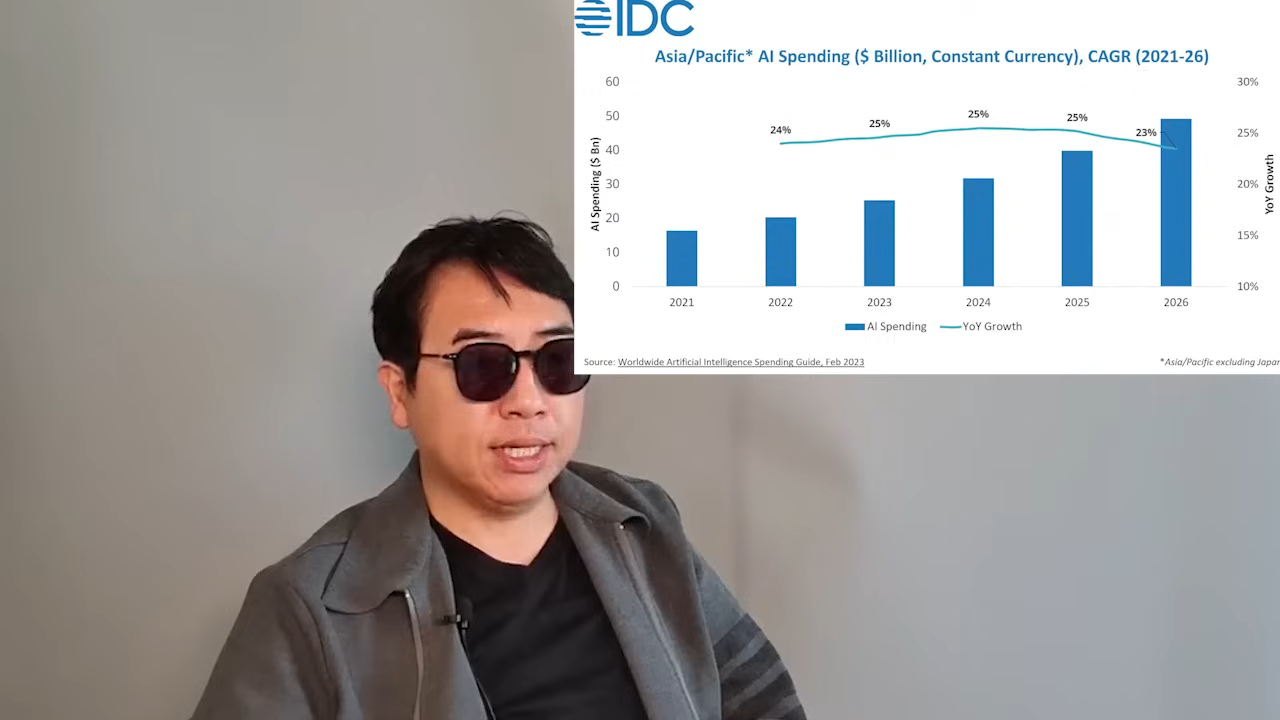 IDC
Asia/Pacific* AI Spending ($ Billion, Constant Currency), CAGR (2021-26)
60
50
40
30
20
10
0
AI Spending ($ Bn)
30%
25%
20%
15%
10%
YoY Growth
24%
25%
25%
25%
23%
2021 2022 2023 2024 2025 2026
AI Spending YoY Growth
Source: Worldwide Artificial Intelligence Spending Guide, Feb 2023
*Asia/Pacific excluding Japan